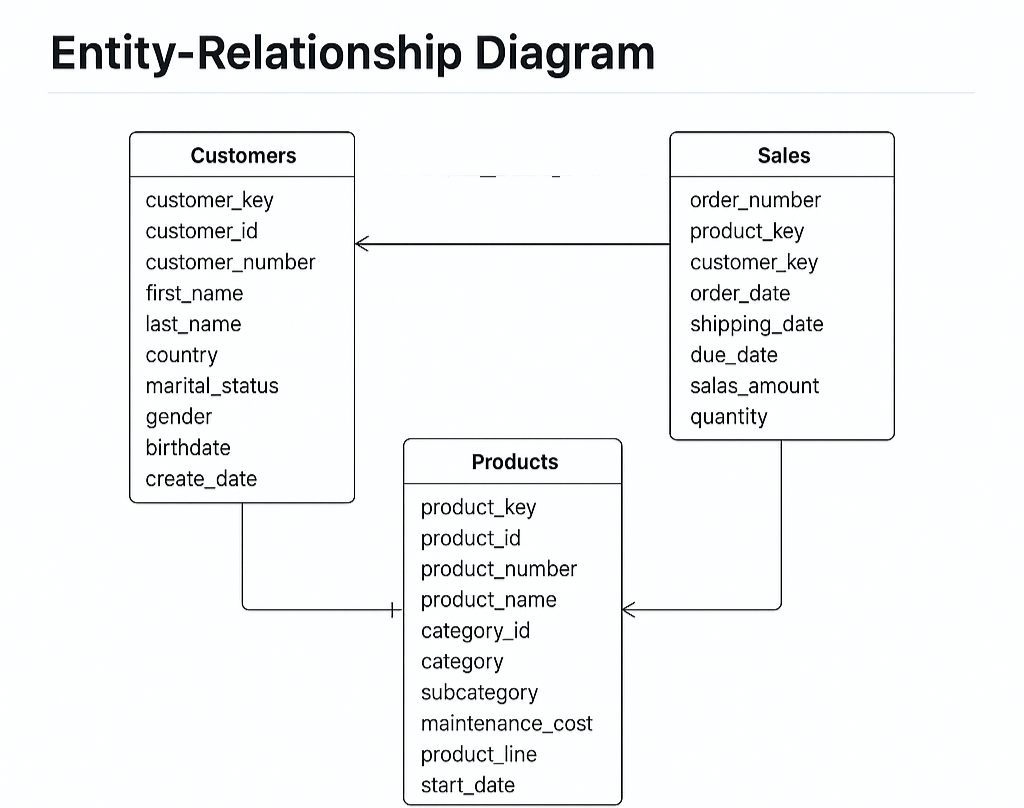 Entity-Relationship Diagram
Customers
customer_key
customer_id
customer_number
first_name
last_name
country
marital_status
gender
birthdate
create_date
Sales
order_number
product_key
customer_key
order_date
shipping_date
due_date
salas_amount
quantity
Products
product_key
product_id
product_number
product_name
category_id
category
subcategory
maintenance_cost
product_line
start_date